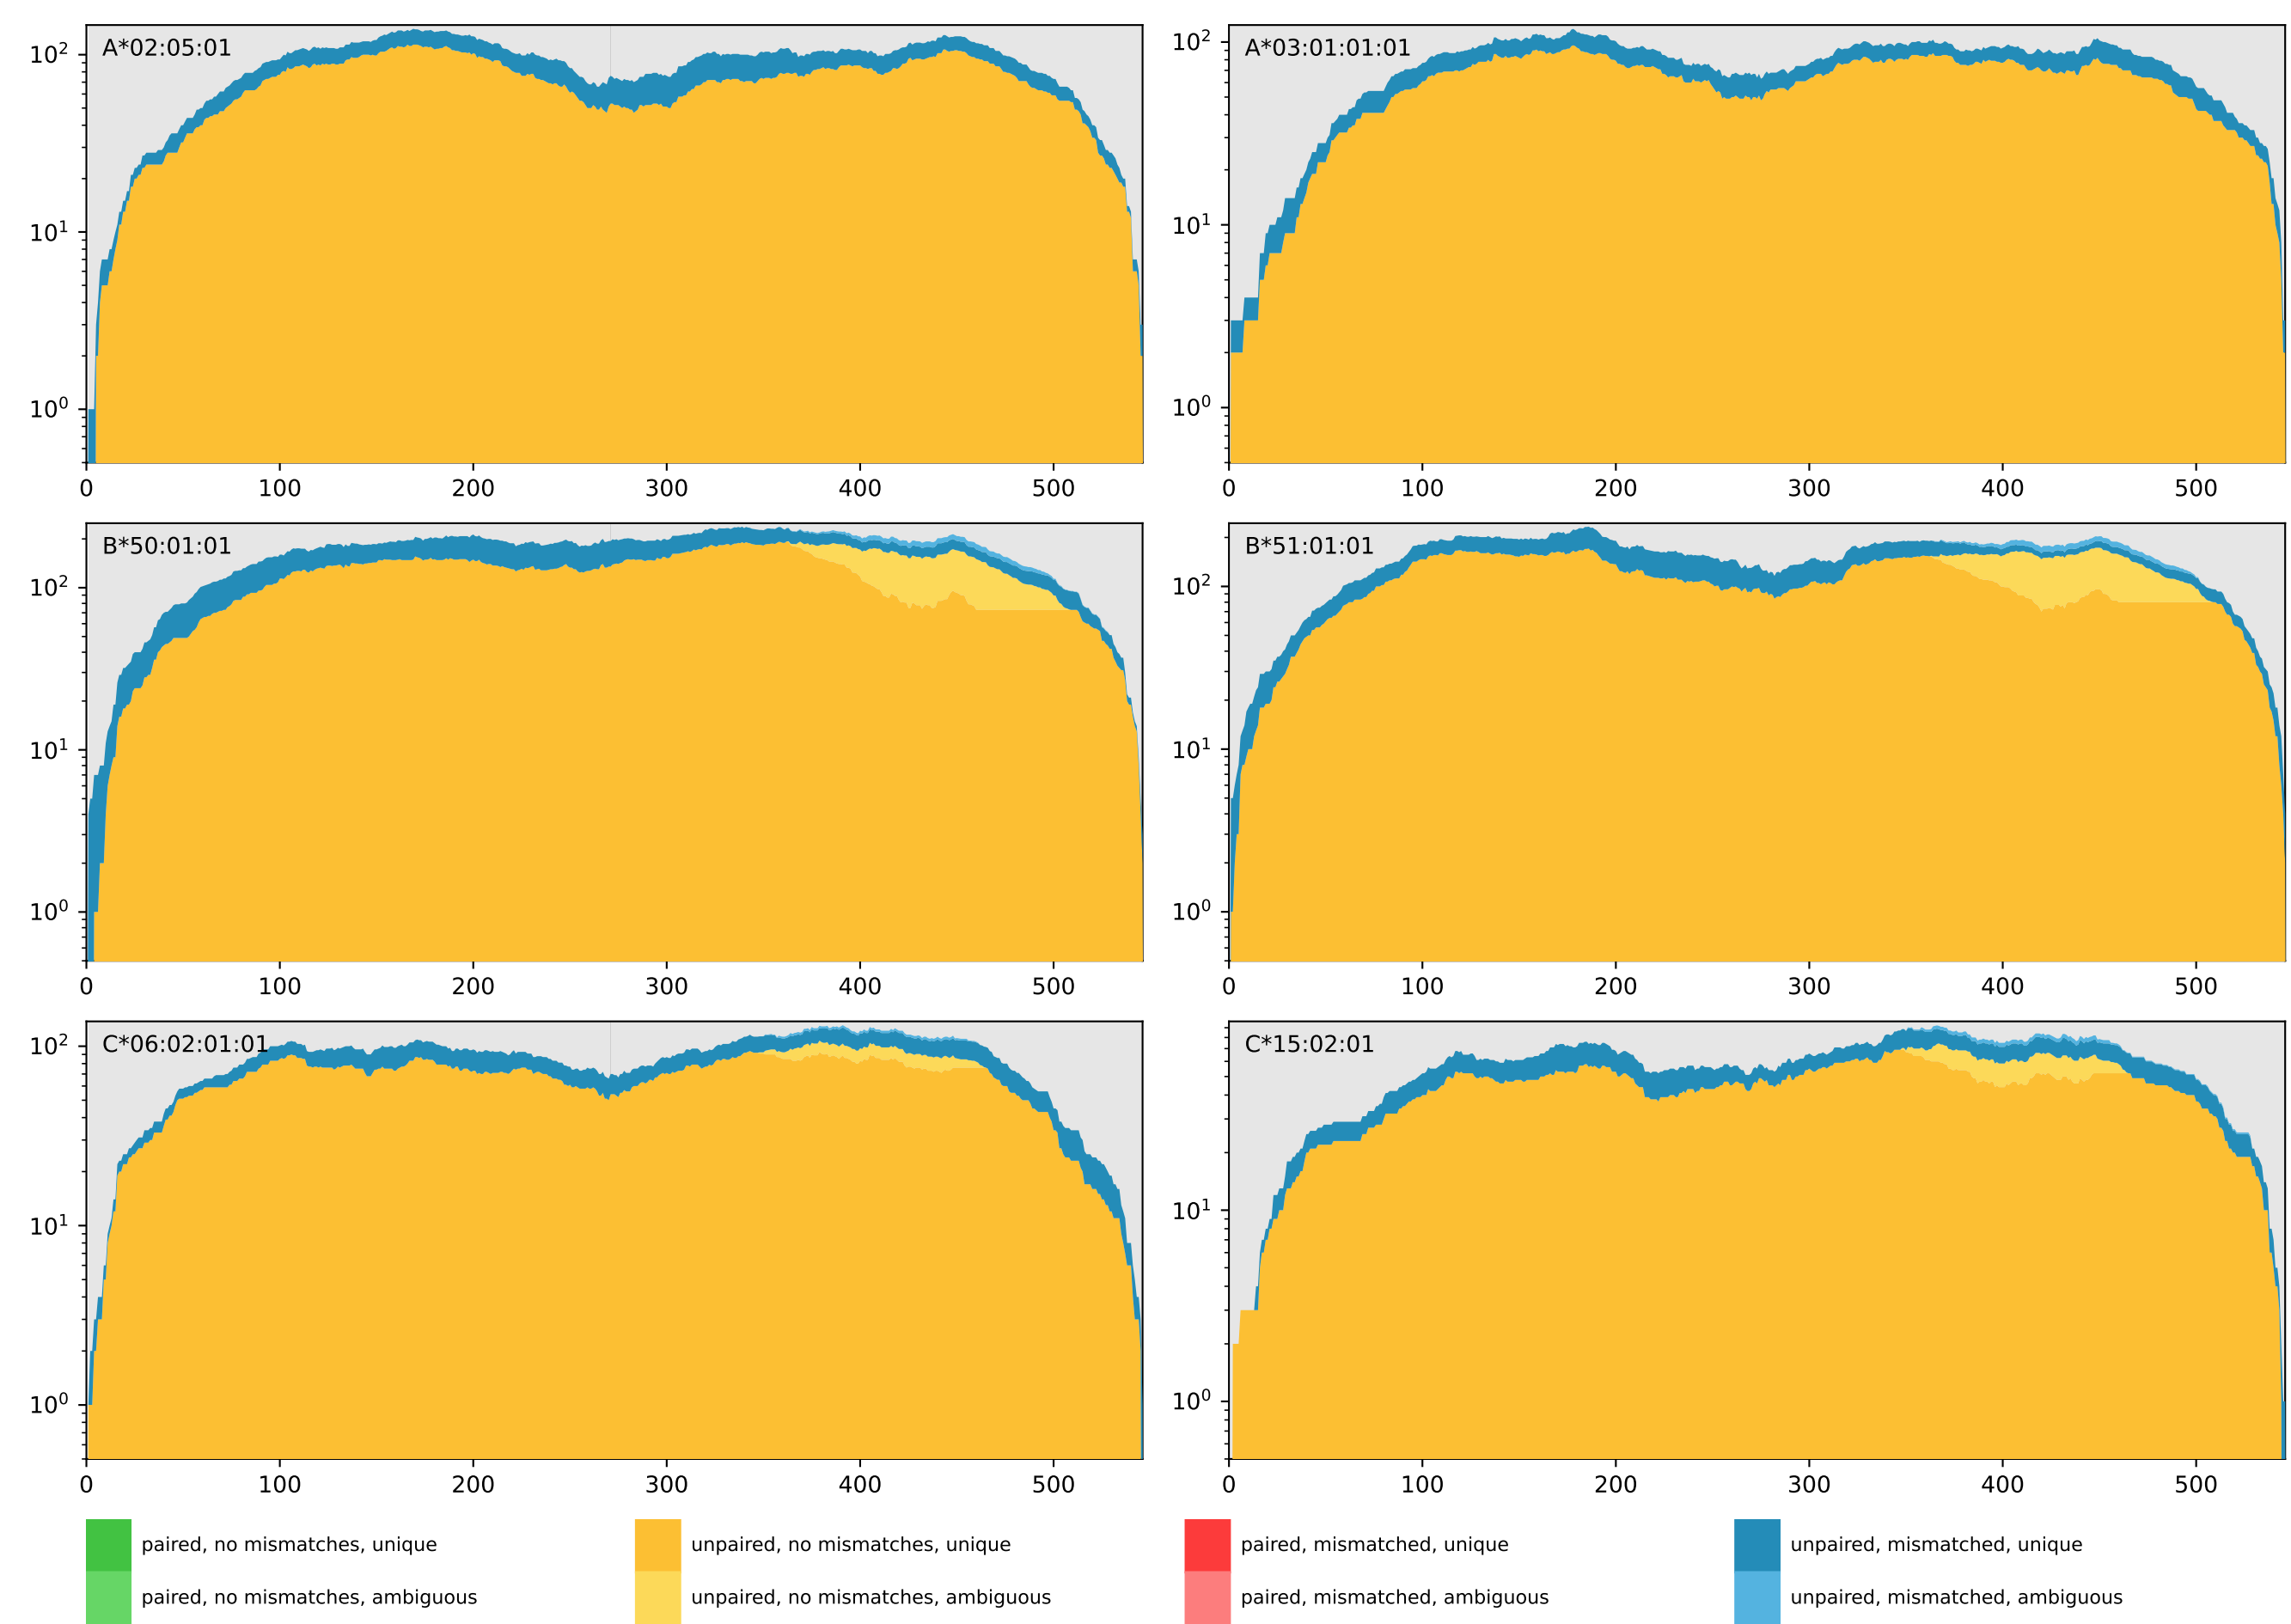 A*02:05:01
10²
10¹
10⁰
0 100 200 300 400 500
A*03:01:01:01
10²
10¹
10⁰
0 100 200 300 400 500
B*50:01:01
10²
10¹
10⁰
0 100 200 300 400 500
B*51:01:01
10²
10¹
10⁰
0 100 200 300 400 500
C*06:02:01:01
10²
10¹
10⁰
0 100 200 300 400 500
C*15:02:01
10¹
10⁰
0 100 200 300 400 500
paired, no mismatches, unique
paired, no mismatches, ambiguous
unpaired, no mismatches, unique
unpaired, no mismatches, ambiguous
paired, mismatched, unique
paired, mismatched, ambiguous
unpaired, mismatched, unique
unpaired, mismatched, ambiguous